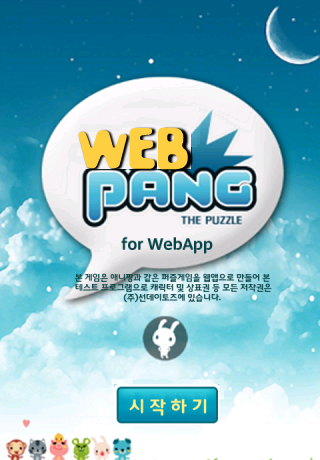 WEB
PANG
THE PUZZLE
for WebApp
본 게임은 애니팡과 같은 퍼즐게임을 웹앱으로 만들어 본
테스트 프로그램으로 캐릭터 및 상표권 등 모든 저작권은
(주)선데이토즈에 있습니다.
시작하기